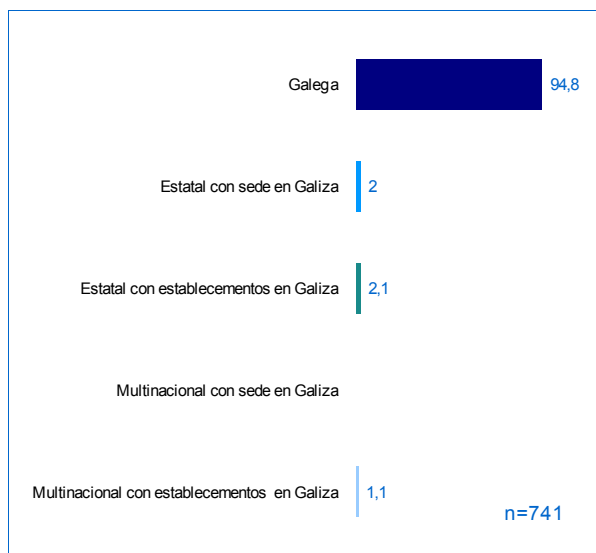 Galega 94,8
Estatal con sede en Galiza 2
Estatal con establecementos en Galiza 2,1
Multinacional con sede en Galiza
Multinacional con establecementos en Galiza 1,1
n=741